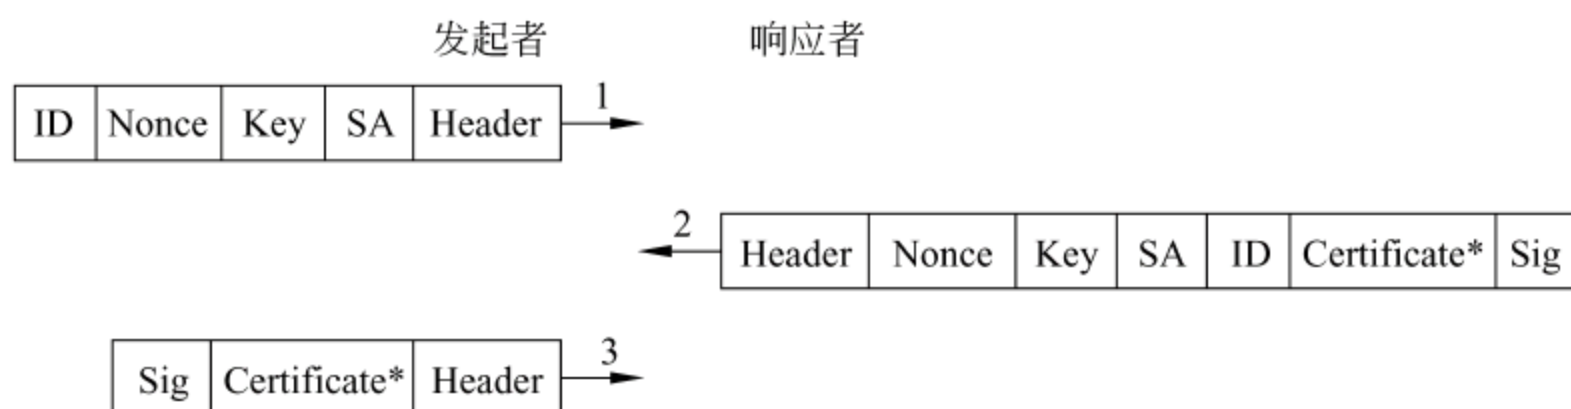 发起者 响应者
ID Nonce Key SA Header 1
2 Header Nonce Key SA ID Certificate* Sig
Sig Certificate* Header 3